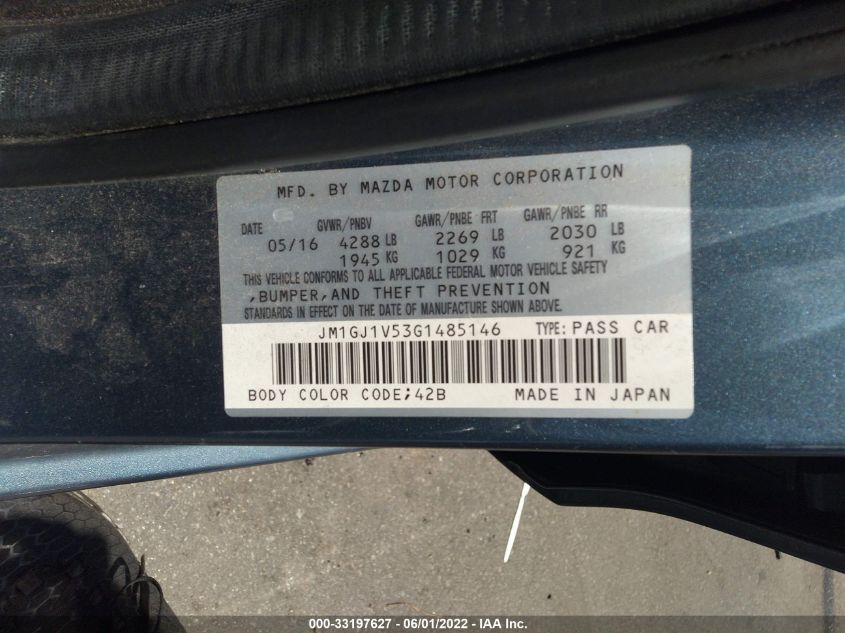 MFD. BY MAZDA MOTOR CORPORATION
DATE GVWR/PNBV GAWR/PNBE FRT GAWR/PNBE RR
05/16 4288 LB 2269 LB 2030 LB
1945 KG 1029 KG 921 KG
THIS VEHICLE CONFORMS TO ALL APPLICABLE FEDERAL MOTOR VEHICLE SAFETY
,BUMPER,AND THEFT PREVENTION
STANDARDS IN EFFECT ON THE DATE OF MANUFACTURE SHOWN ABOVE.
JM1GJ1V53G1485146 TYPE: PASS CAR
BODY COLOR CODE;42B MADE IN JAPAN
000-33197627 - 06/01/2022 - IAA Inc.